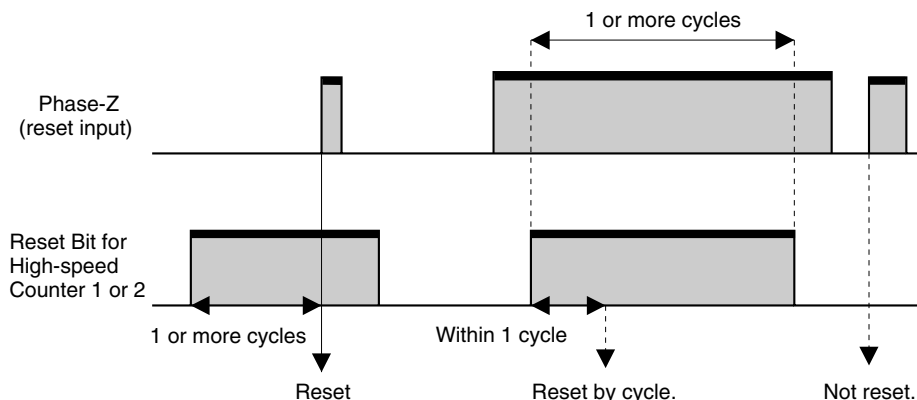 1 or more cycles
Phase-Z
(reset input)
Reset Bit for
High-speed
Counter 1 or 2
1 or more cycles
Within 1 cycle
Reset
Reset by cycle.
Not reset.